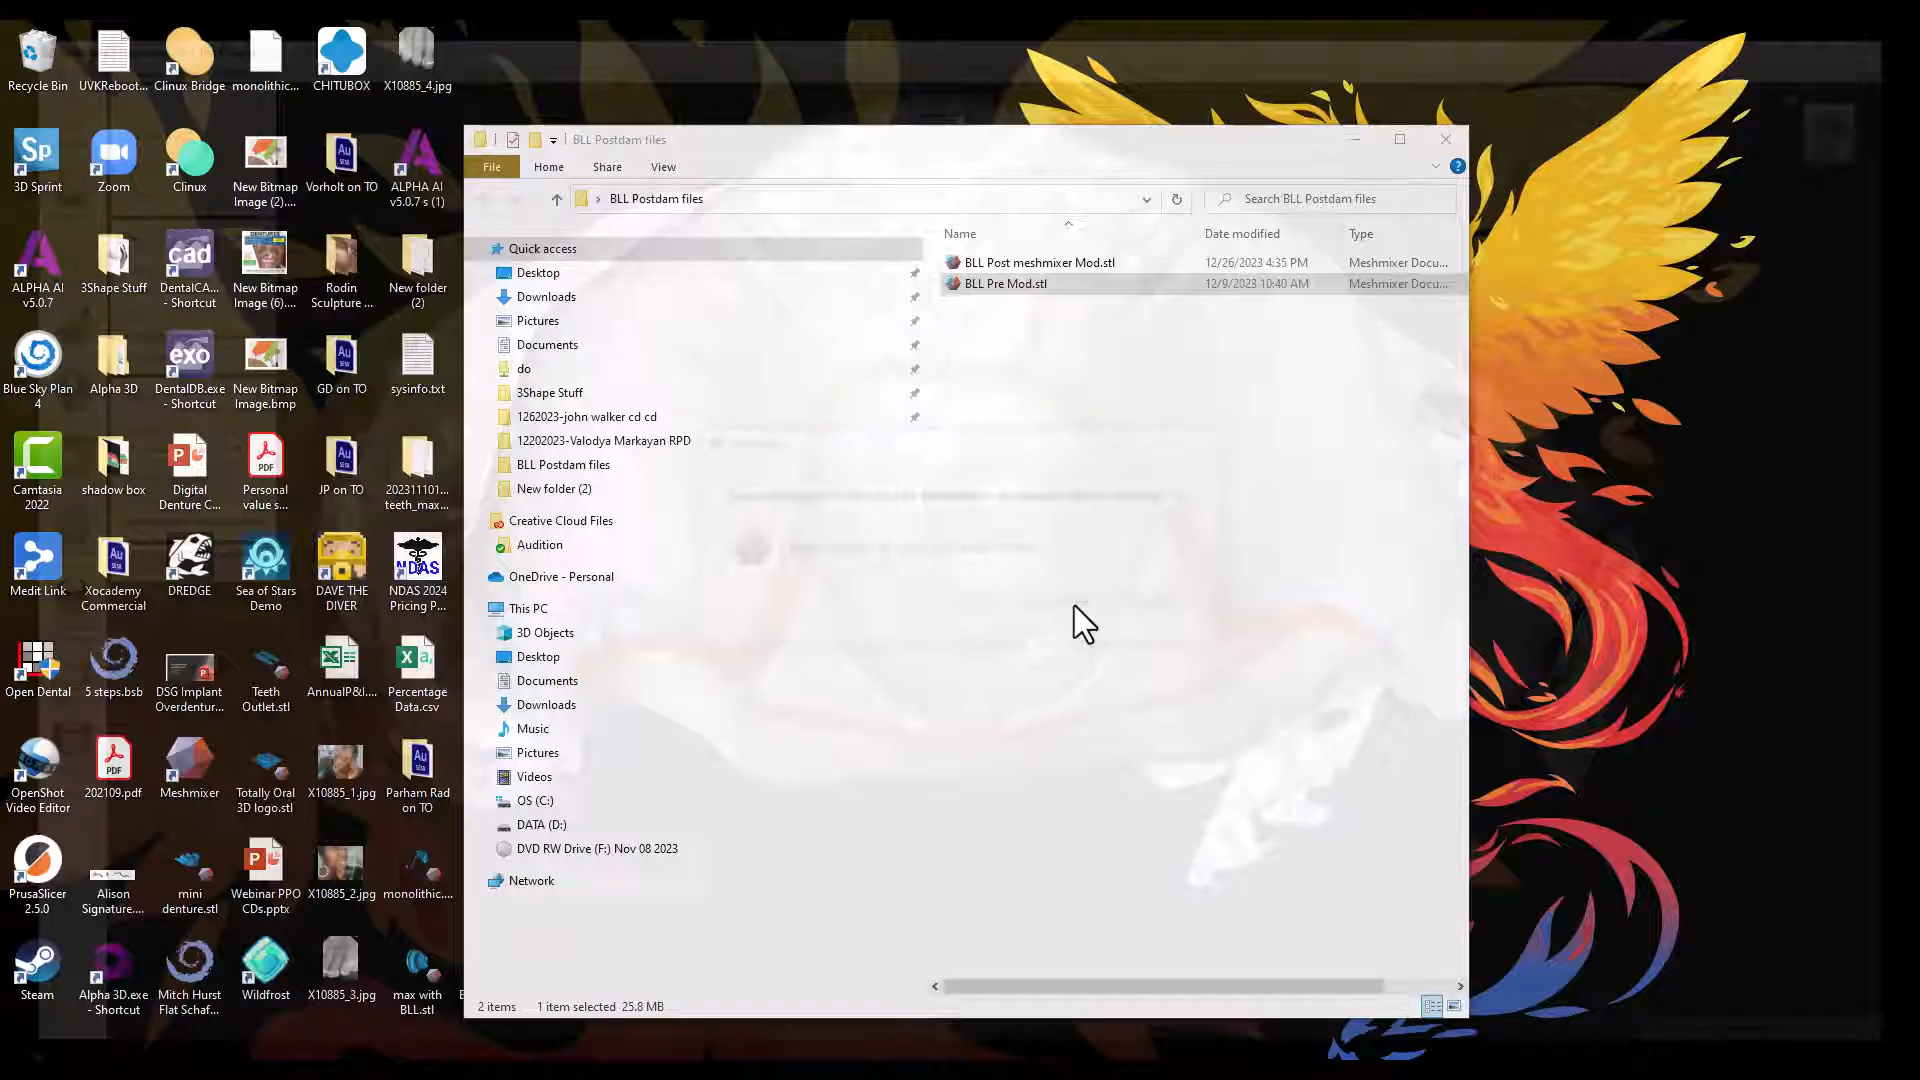 Recycle Bin
UVKReboot...
Clinux Bridge
monolithic...
CHITUBOX
X10885_4.jpg
3D Sprint
Zoom
Clinux
New Bitmap
Image (2)....
Vorholt on TO
ALPHA AI
v5.0.7 s (1)
ALPHA AI
v5.0.7
3Shape Stuff
DentalCA...
- Shortcut
New Bitmap
Image (6)....
Rodin
Sculpture ...
New folder
(2)
Blue Sky Plan
4
Alpha 3D
DentalDB.exe
- Shortcut
New Bitmap
Image.bmp
GD on TO
sysinfo.txt
Camtasia
2022
shadow box
Digital
Denture C...
Personal
value s...
JP on TO
202311101...
teeth_max...
Medit Link
Xocademy
Commercial
DREDGE
Sea of Stars
Demo
DAVE THE
DIVER
NDAS 2024
Pricing P...
Open Dental
5 steps.bsb
DSG Implant
Overdentur...
Teeth
Outlet.stl
AnnualP&L...
Percentage
Data.csv
OpenShot
Video Editor
202109.pdf
Meshmixer
Totally Oral
3D logo.stl
X10885_1.jpg
Parham Rad
on TO
PrusaSlicer
2.5.0
Alison
Signature....
mini
denture.stl
Webinar PPO
CDs.pptx
X10885_2.jpg
monolithic....
Steam
Alpha 3D.exe
- Shortcut
Mitch Hurst
Flat Schaf...
Wildfrost
X10885_3.jpg
max with
BLL.stl
BLL Postdam files
File
Home
Share
View
BLL Postdam files
Search BLL Postdam files
Name
Date modified
Type
BLL Post meshmixer Mod.stl
12/26/2023 4:35 PM
Meshmixer Docu...
BLL Pre Mod.stl
12/9/2023 10:40 AM
Meshmixer Docu...
Quick access
Desktop
Downloads
Pictures
Documents
do
3Shape Stuff
1262023-john walker cd cd
12202023-Valodya Markayan RPD
BLL Postdam files
New folder (2)
Creative Cloud Files
Audition
OneDrive - Personal
This PC
3D Objects
Desktop
Documents
Downloads
Music
Pictures
Videos
OS (C:)
DATA (D:)
DVD RW Drive (F:) Nov 08 2023
Network
2 items
1 item selected 25.8 MB